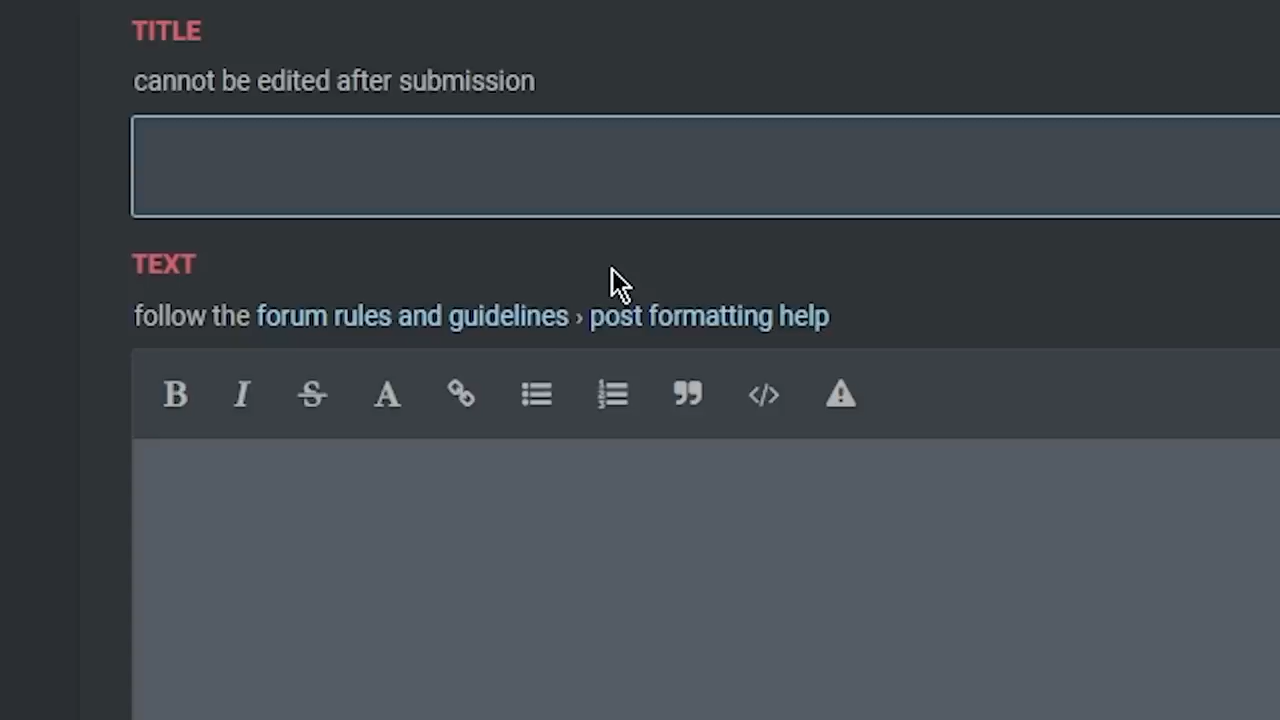 TITLE
cannot be edited after submission
TEXT
follow the forum rules and guidelines › post formatting help
B I S A